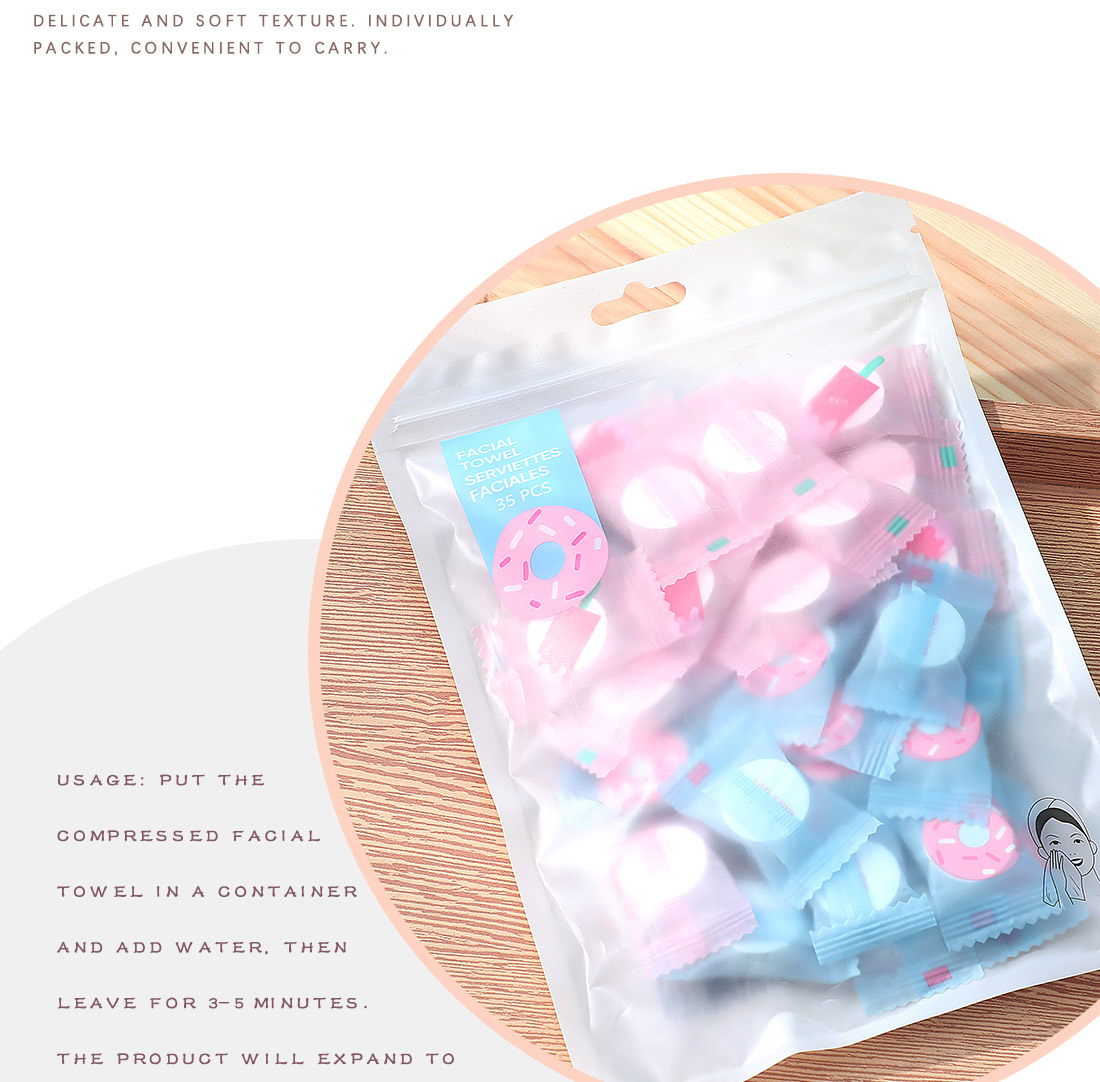 DELICATE AND SOFT TEXTURE. INDIVIDUALLY
PACKED, CONVENIENT TO CARRY.
FACIAL
TOWEL
SERVIETTES
FACIALES
35 PCS
USAGE: PUT THE
COMPRESSED FACIAL
TOWEL IN A CONTAINER
AND ADD WATER, THEN
LEAVE FOR 3-5 MINUTES.
THE PRODUCT WILL EXPAND TO